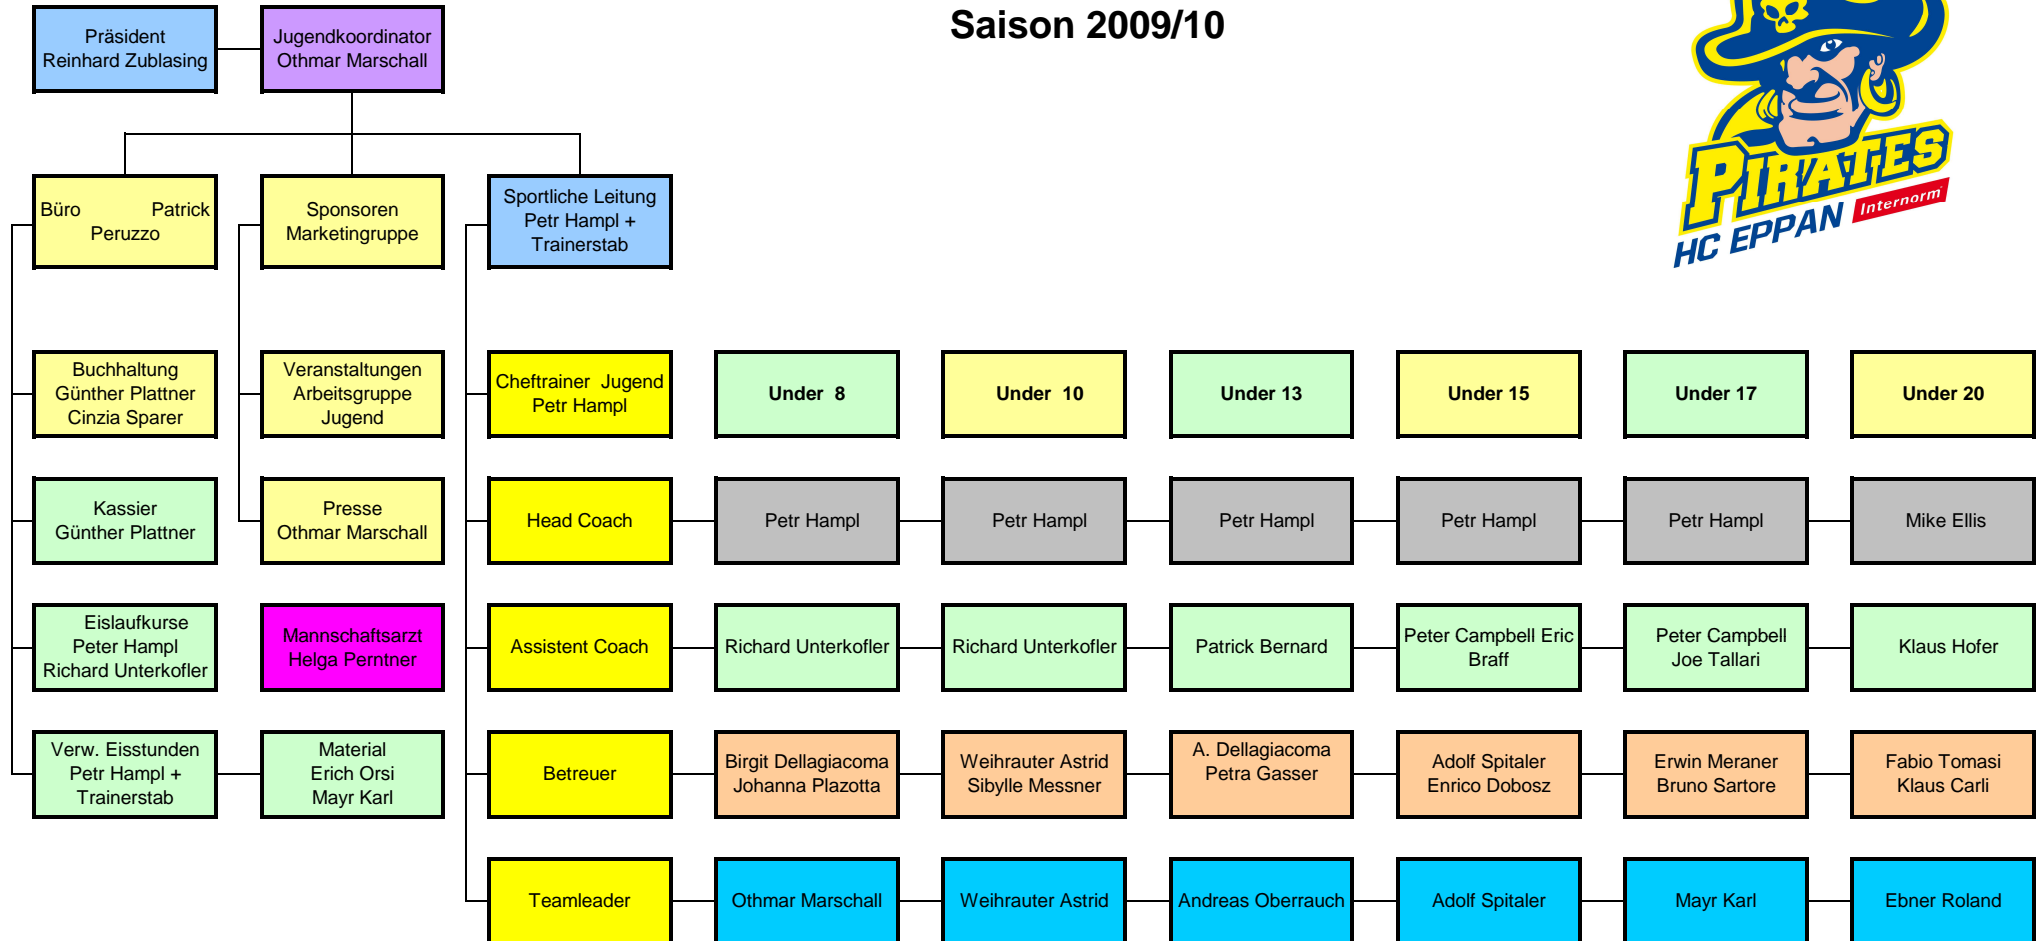 Saison 2009/10
Präsident
Reinhard Zublasing
Jugendkoordinator
Othmar Marschall
PIRATES
HC EPPAN
Internorm
Büro Patrick
Peruzzo
Sponsoren
Marketingruppe
Sportliche Leitung
Petr Hampl +
Trainerstab
Buchhaltung
Günther Plattner
Cinzia Sparer
Veranstaltungen
Arbeitsgruppe
Jugend
Cheftrainer Jugend
Petr Hampl
Under 8
Under 10
Under 13
Under 15
Under 17
Under 20
Kassier
Günther Plattner
Presse
Othmar Marschall
Head Coach
Petr Hampl
Petr Hampl
Petr Hampl
Petr Hampl
Petr Hampl
Mike Ellis
Eislaufkurse
Peter Hampl
Richard Unterkofler
Mannschaftsarzt
Helga Perntner
Assistent Coach
Richard Unterkofler
Richard Unterkofler
Patrick Bernard
Peter Campbell Eric
Braff
Peter Campbell
Joe Tallari
Klaus Hofer
Verw. Eisstunden
Petr Hampl +
Trainerstab
Material
Erich Orsi
Mayr Karl
Betreuer
Birgit Dellagiacoma
Johanna Plazotta
Weihrauter Astrid
Sibylle Messner
A. Dellagiacoma
Petra Gasser
Adolf Spitaler
Enrico Dobosz
Erwin Meraner
Bruno Sartore
Fabio Tomasi
Klaus Carli
Teamleader
Othmar Marschall
Weihrauter Astrid
Andreas Oberrauch
Adolf Spitaler
Mayr Karl
Ebner Roland